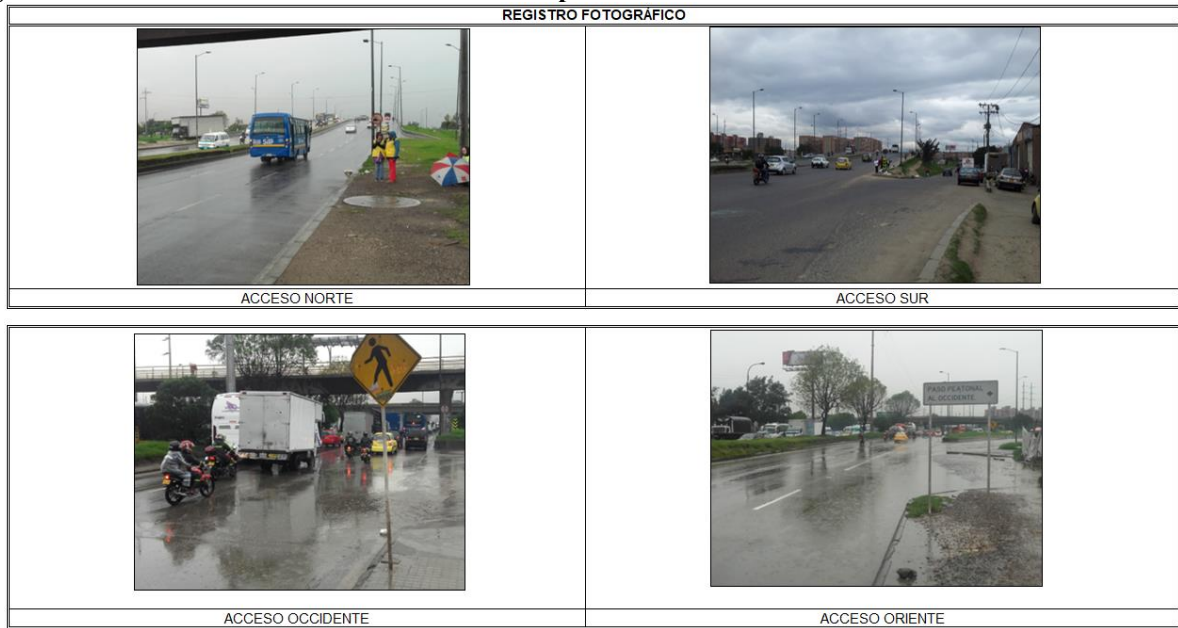 REGISTRO FOTOGRÁFICO
ACCESO NORTE
ACCESO SUR
PASO PEATONAL
AL OCCIDENTE
ACCESO OCCIDENTE
ACCESO ORIENTE